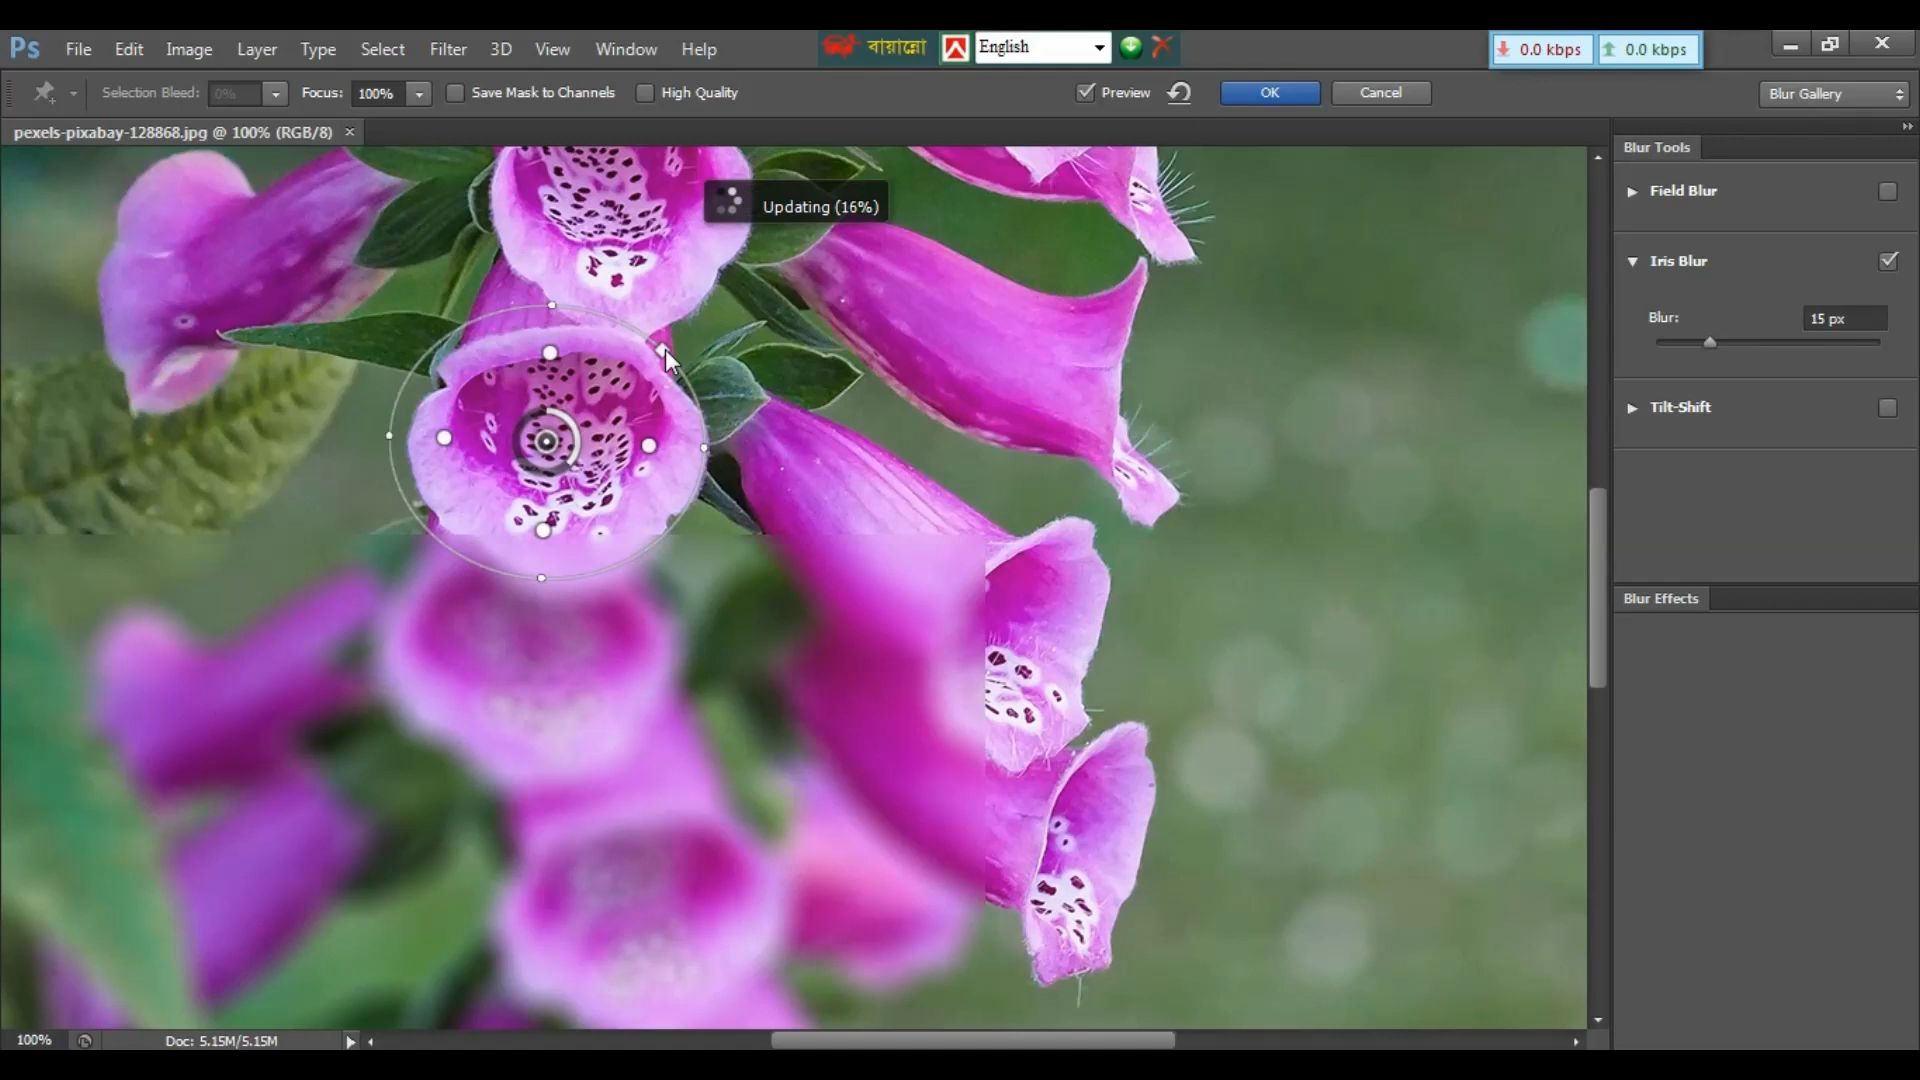 Ps File Edit Image Layer Type Select Filter 3D View Window Help
বায়ান্নো English
0.0 kbps 0.0 kbps
Selection Bleed: 0% Focus: 100% Save Mask to Channels High Quality Preview OK Cancel Blur Gallery
pexels-pixabay-128868.jpg @ 100% (RGB/8) ×
Updating (16%)
Blur Tools
Field Blur
Iris Blur
Blur: 15 px
Tilt-Shift
Blur Effects
100% Doc: 5.15M/5.15M